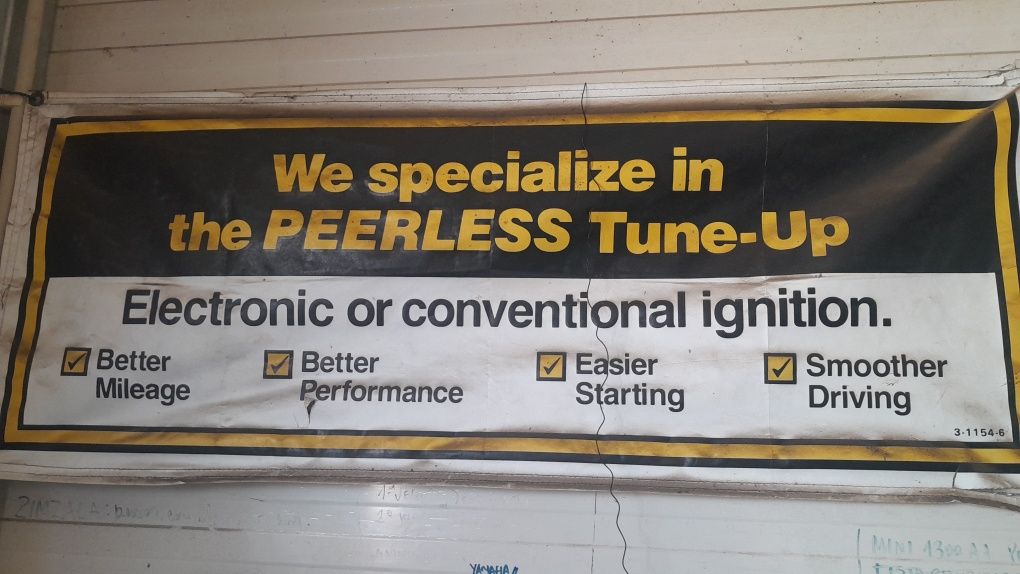 We specialize in
the PEERLESS Tune-Up
Electronic or conventional ignition.
Better
Mileage
Better
Performance
Easier
Starting
Smoother
Driving
3-1154-6
ZIMZALA:
YAMAHA
MINI 1300 A1